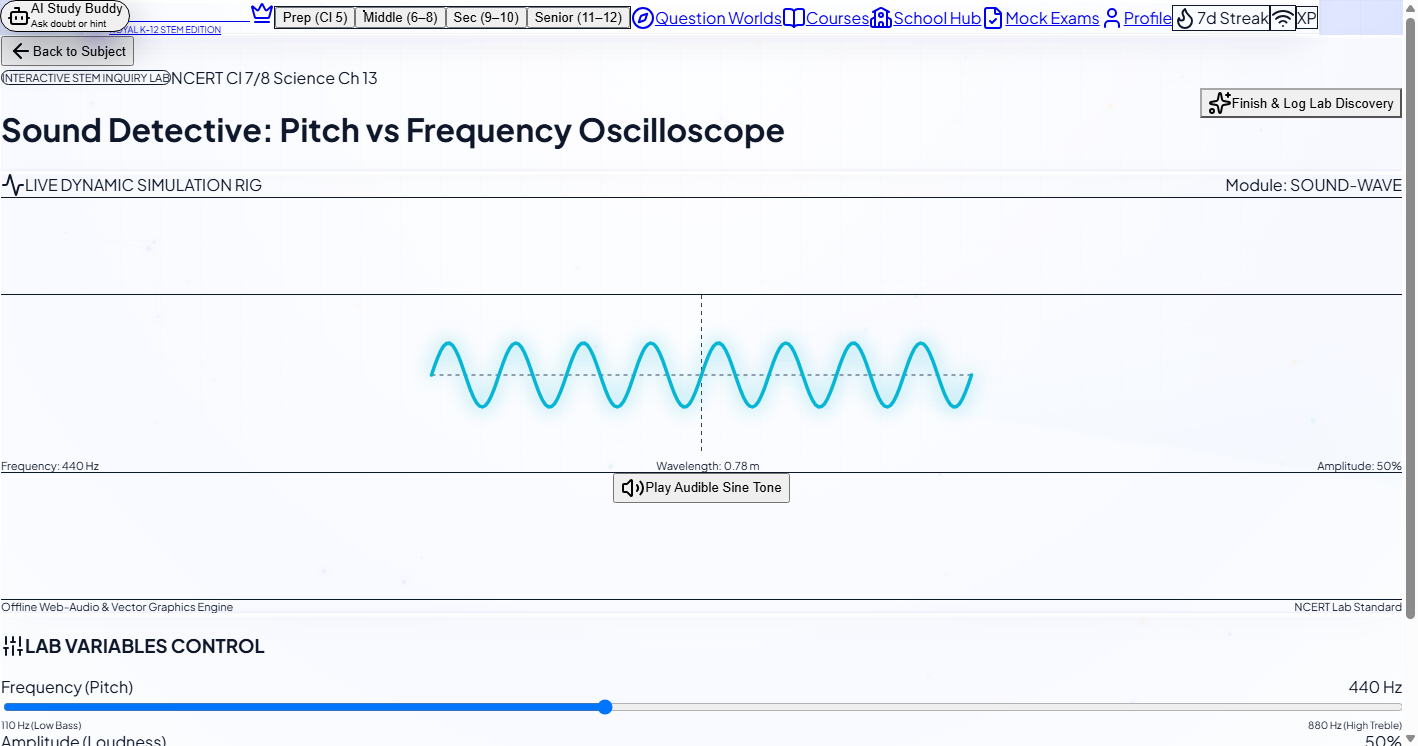 AI Study Buddy
Ask doubt or hint
ROYAL K-12 STEM EDITION
Prep (Cl 5) Middle (6–8) Sec (9–10) Senior (11–12) Question Worlds Courses School Hub Mock Exams Profile 7d Streak XP
Back to Subject
INTERACTIVE STEM INQUIRY LAB NCERT Cl 7/8 Science Ch 13
Finish & Log Lab Discovery
Sound Detective: Pitch vs Frequency Oscilloscope
LIVE DYNAMIC SIMULATION RIG Module: SOUND-WAVE
Frequency: 440 Hz Wavelength: 0.78 m Amplitude: 50%
Play Audible Sine Tone
Offline Web-Audio & Vector Graphics Engine NCERT Lab Standard
LAB VARIABLES CONTROL
Frequency (Pitch) 440 Hz
110 Hz (Low Bass) 880 Hz (High Treble)
Amplitude (Loudness) 50%